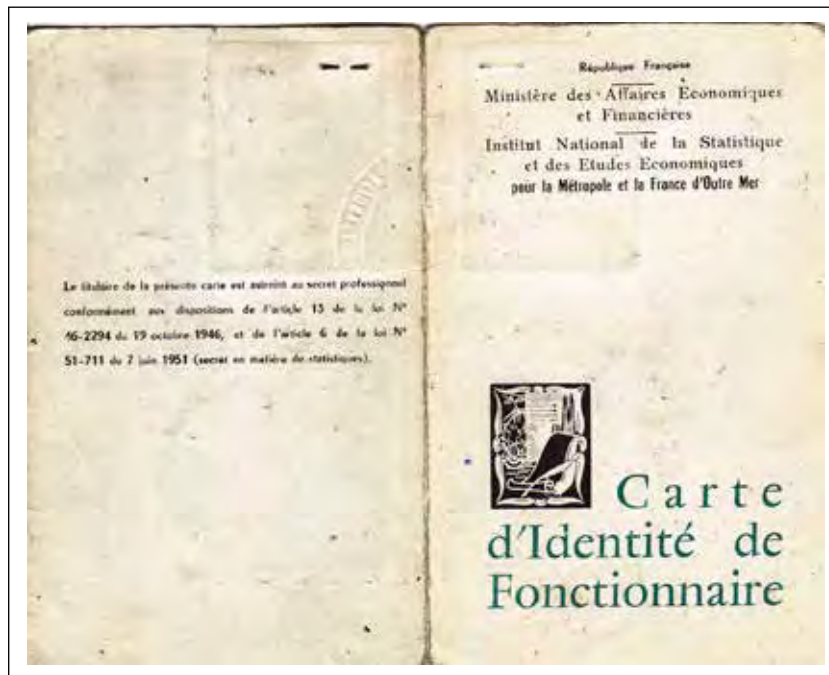 Le titulaire de la présente carte est astreint au secret professionnel
conformément aux dispositions de l'article 13 de la loi N°
46-2294 du 19 octobre 1946, et de l'article 6 de la loi N°
51-711 du 7 juin 1951 (secret en matière de statistiques).
République Française
Ministère des Affaires Economiques
et Financières
Institut National de la Statistique
et des Etudes Economiques
pour la Métropole et la France d'Outre Mer
Carte
d'Identité de
Fonctionnaire